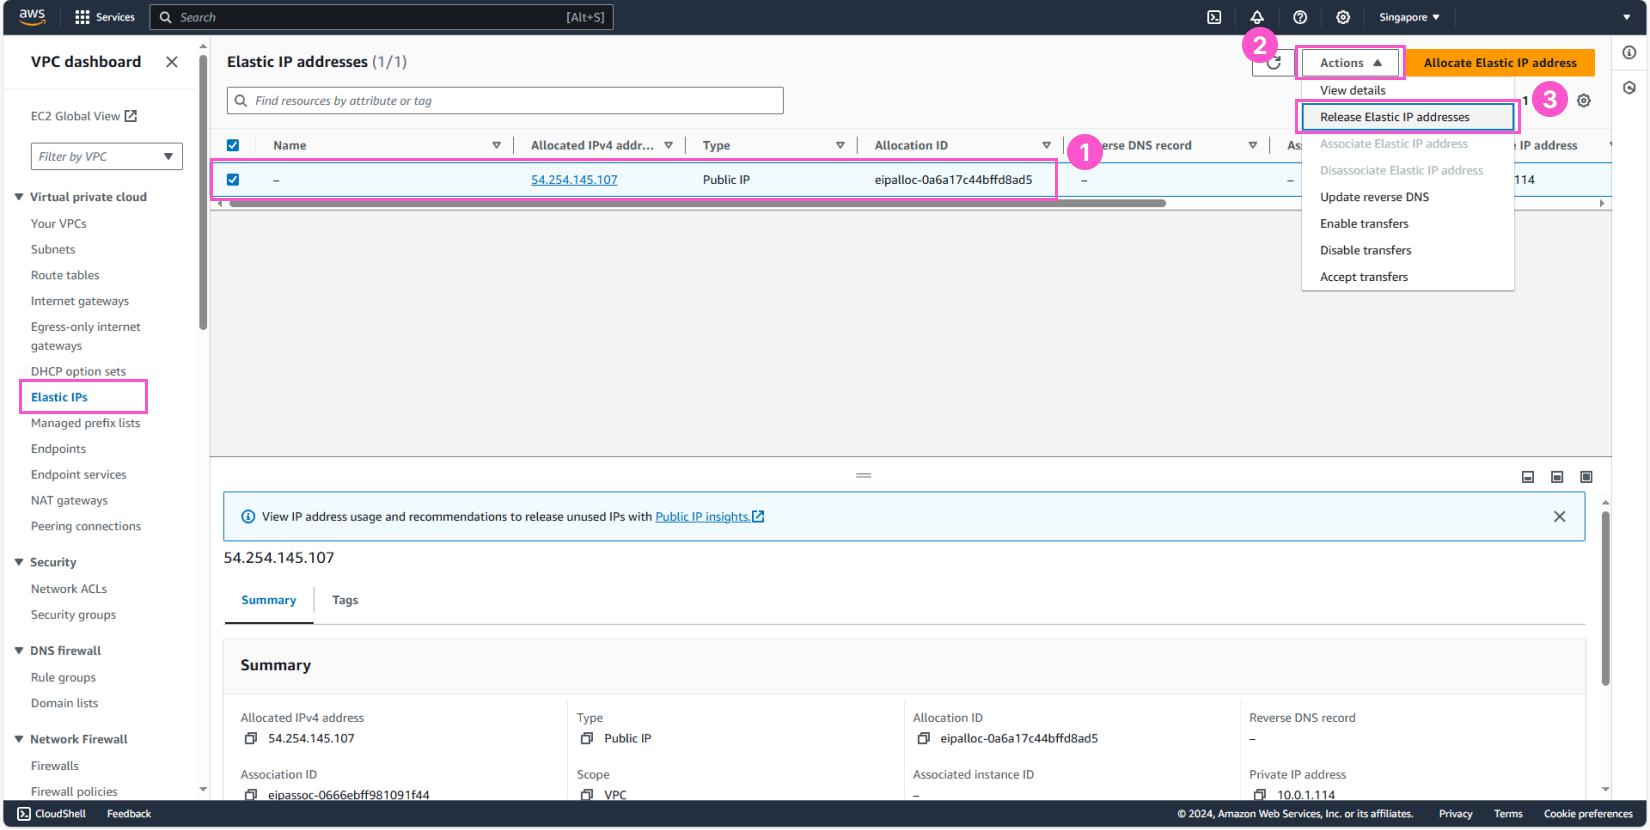 aws
Services
Search
[Alt+S]
Singapore
VPC dashboard
EC2 Global View
Filter by VPC
Virtual private cloud
Your VPCs
Subnets
Route tables
Internet gateways
Egress-only internet
gateways
DHCP option sets
Elastic IPs
Managed prefix lists
Endpoints
Endpoint services
NAT gateways
Peering connections
Security
Network ACLs
Security groups
DNS firewall
Rule groups
Domain lists
Network Firewall
Firewalls
Firewall policies
Elastic IP addresses (1/1)
2
Actions
Allocate Elastic IP address
Find resources by attribute or tag
1
3
View details
Release Elastic IP addresses
Associate Elastic IP address
Disassociate Elastic IP address
Update reverse DNS
Enable transfers
Disable transfers
Accept transfers
Name
Allocated IPv4 addr...
Type
Allocation ID
1
erse DNS record
As
IP address
–
54.254.145.107
Public IP
eipalloc-0a6a17c44bffd8ad5
–
–
114
View IP address usage and recommendations to release unused IPs with Public IP insights.
54.254.145.107
Summary
Tags
Summary
Allocated IPv4 address
54.254.145.107
Type
Public IP
Allocation ID
eipalloc-0a6a17c44bffd8ad5
Reverse DNS record
–
Association ID
eipassoc-0666ebff981091f44
Scope
VPC
Associated instance ID
–
Private IP address
10.0.1.114
CloudShell
Feedback
© 2024, Amazon Web Services, Inc. or its affiliates.
Privacy
Terms
Cookie preferences